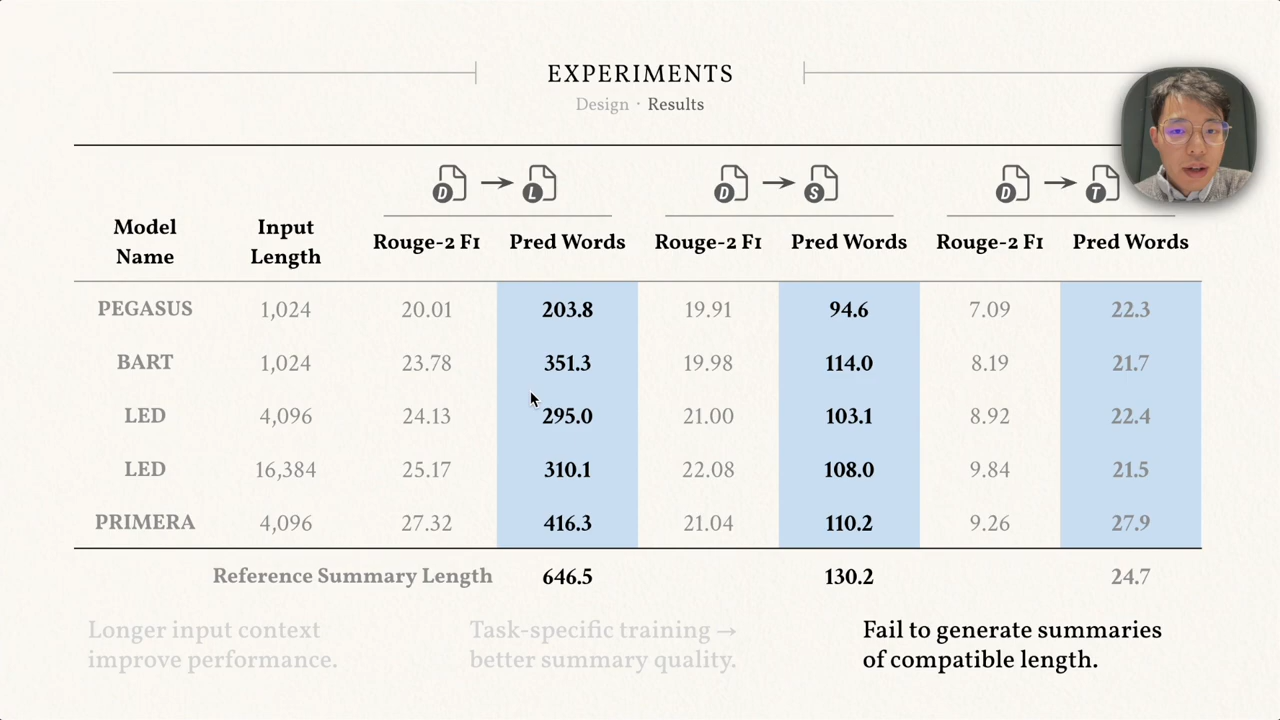 EXPERIMENTS
Design · Results
D → L
D → S
D → T
Model Name
Input Length
Rouge-2 F1 Pred Words Rouge-2 F1 Pred Words Rouge-2 F1 Pred Words
PEGASUS 1,024 20.01 203.8 19.91 94.6 7.09 22.3
BART 1,024 23.78 351.3 19.98 114.0 8.19 21.7
LED 4,096 24.13 295.0 21.00 103.1 8.92 22.4
LED 16,384 25.17 310.1 22.08 108.0 9.84 21.5
PRIMERA 4,096 27.32 416.3 21.04 110.2 9.26 27.9
Reference Summary Length 646.5 130.2 24.7
Longer input context
improve performance.
Task-specific training →
better summary quality.
Fail to generate summaries
of compatible length.